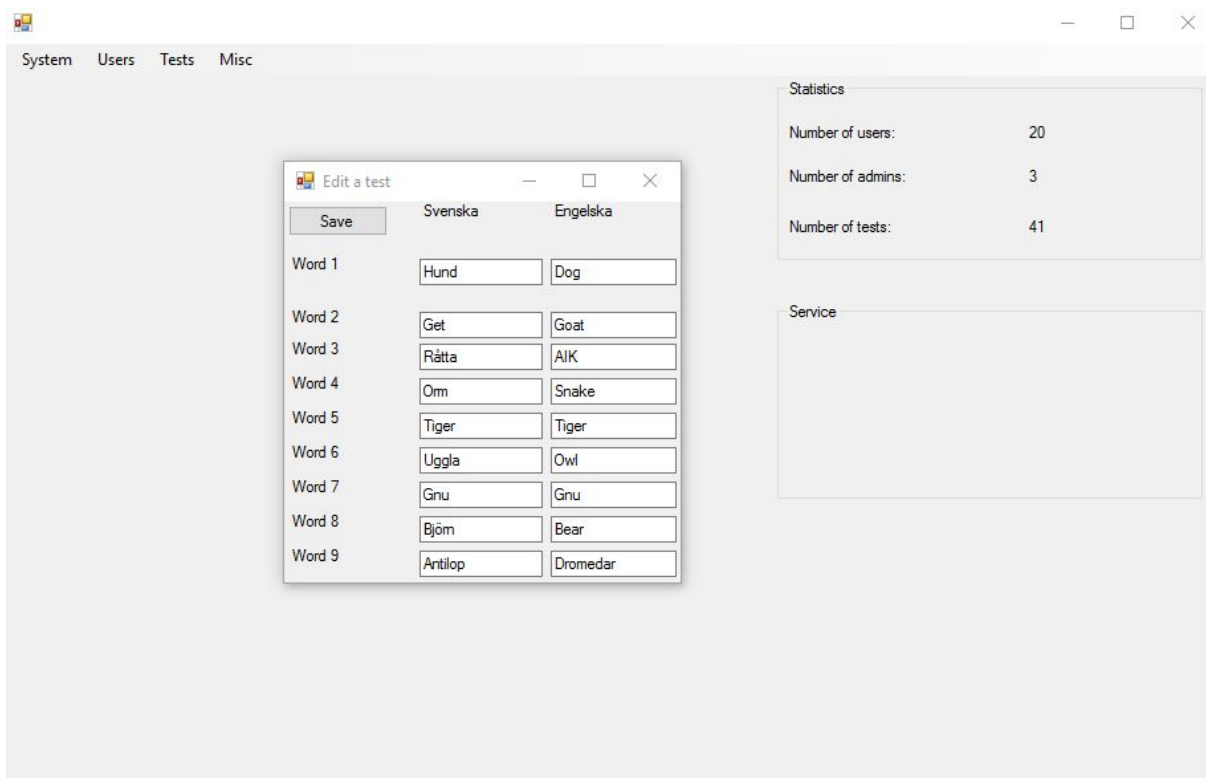 System Users Tests Misc
Statistics
Number of users: 20
Number of admins: 3
Number of tests: 41
Service
Edit a test
Save Svenska Engelska
Word 1 Hund Dog
Word 2 Get Goat
Word 3 Råtta AIK
Word 4 Orm Snake
Word 5 Tiger Tiger
Word 6 Uggla Owl
Word 7 Gnu Gnu
Word 8 Björn Bear
Word 9 Antilop Dromedar